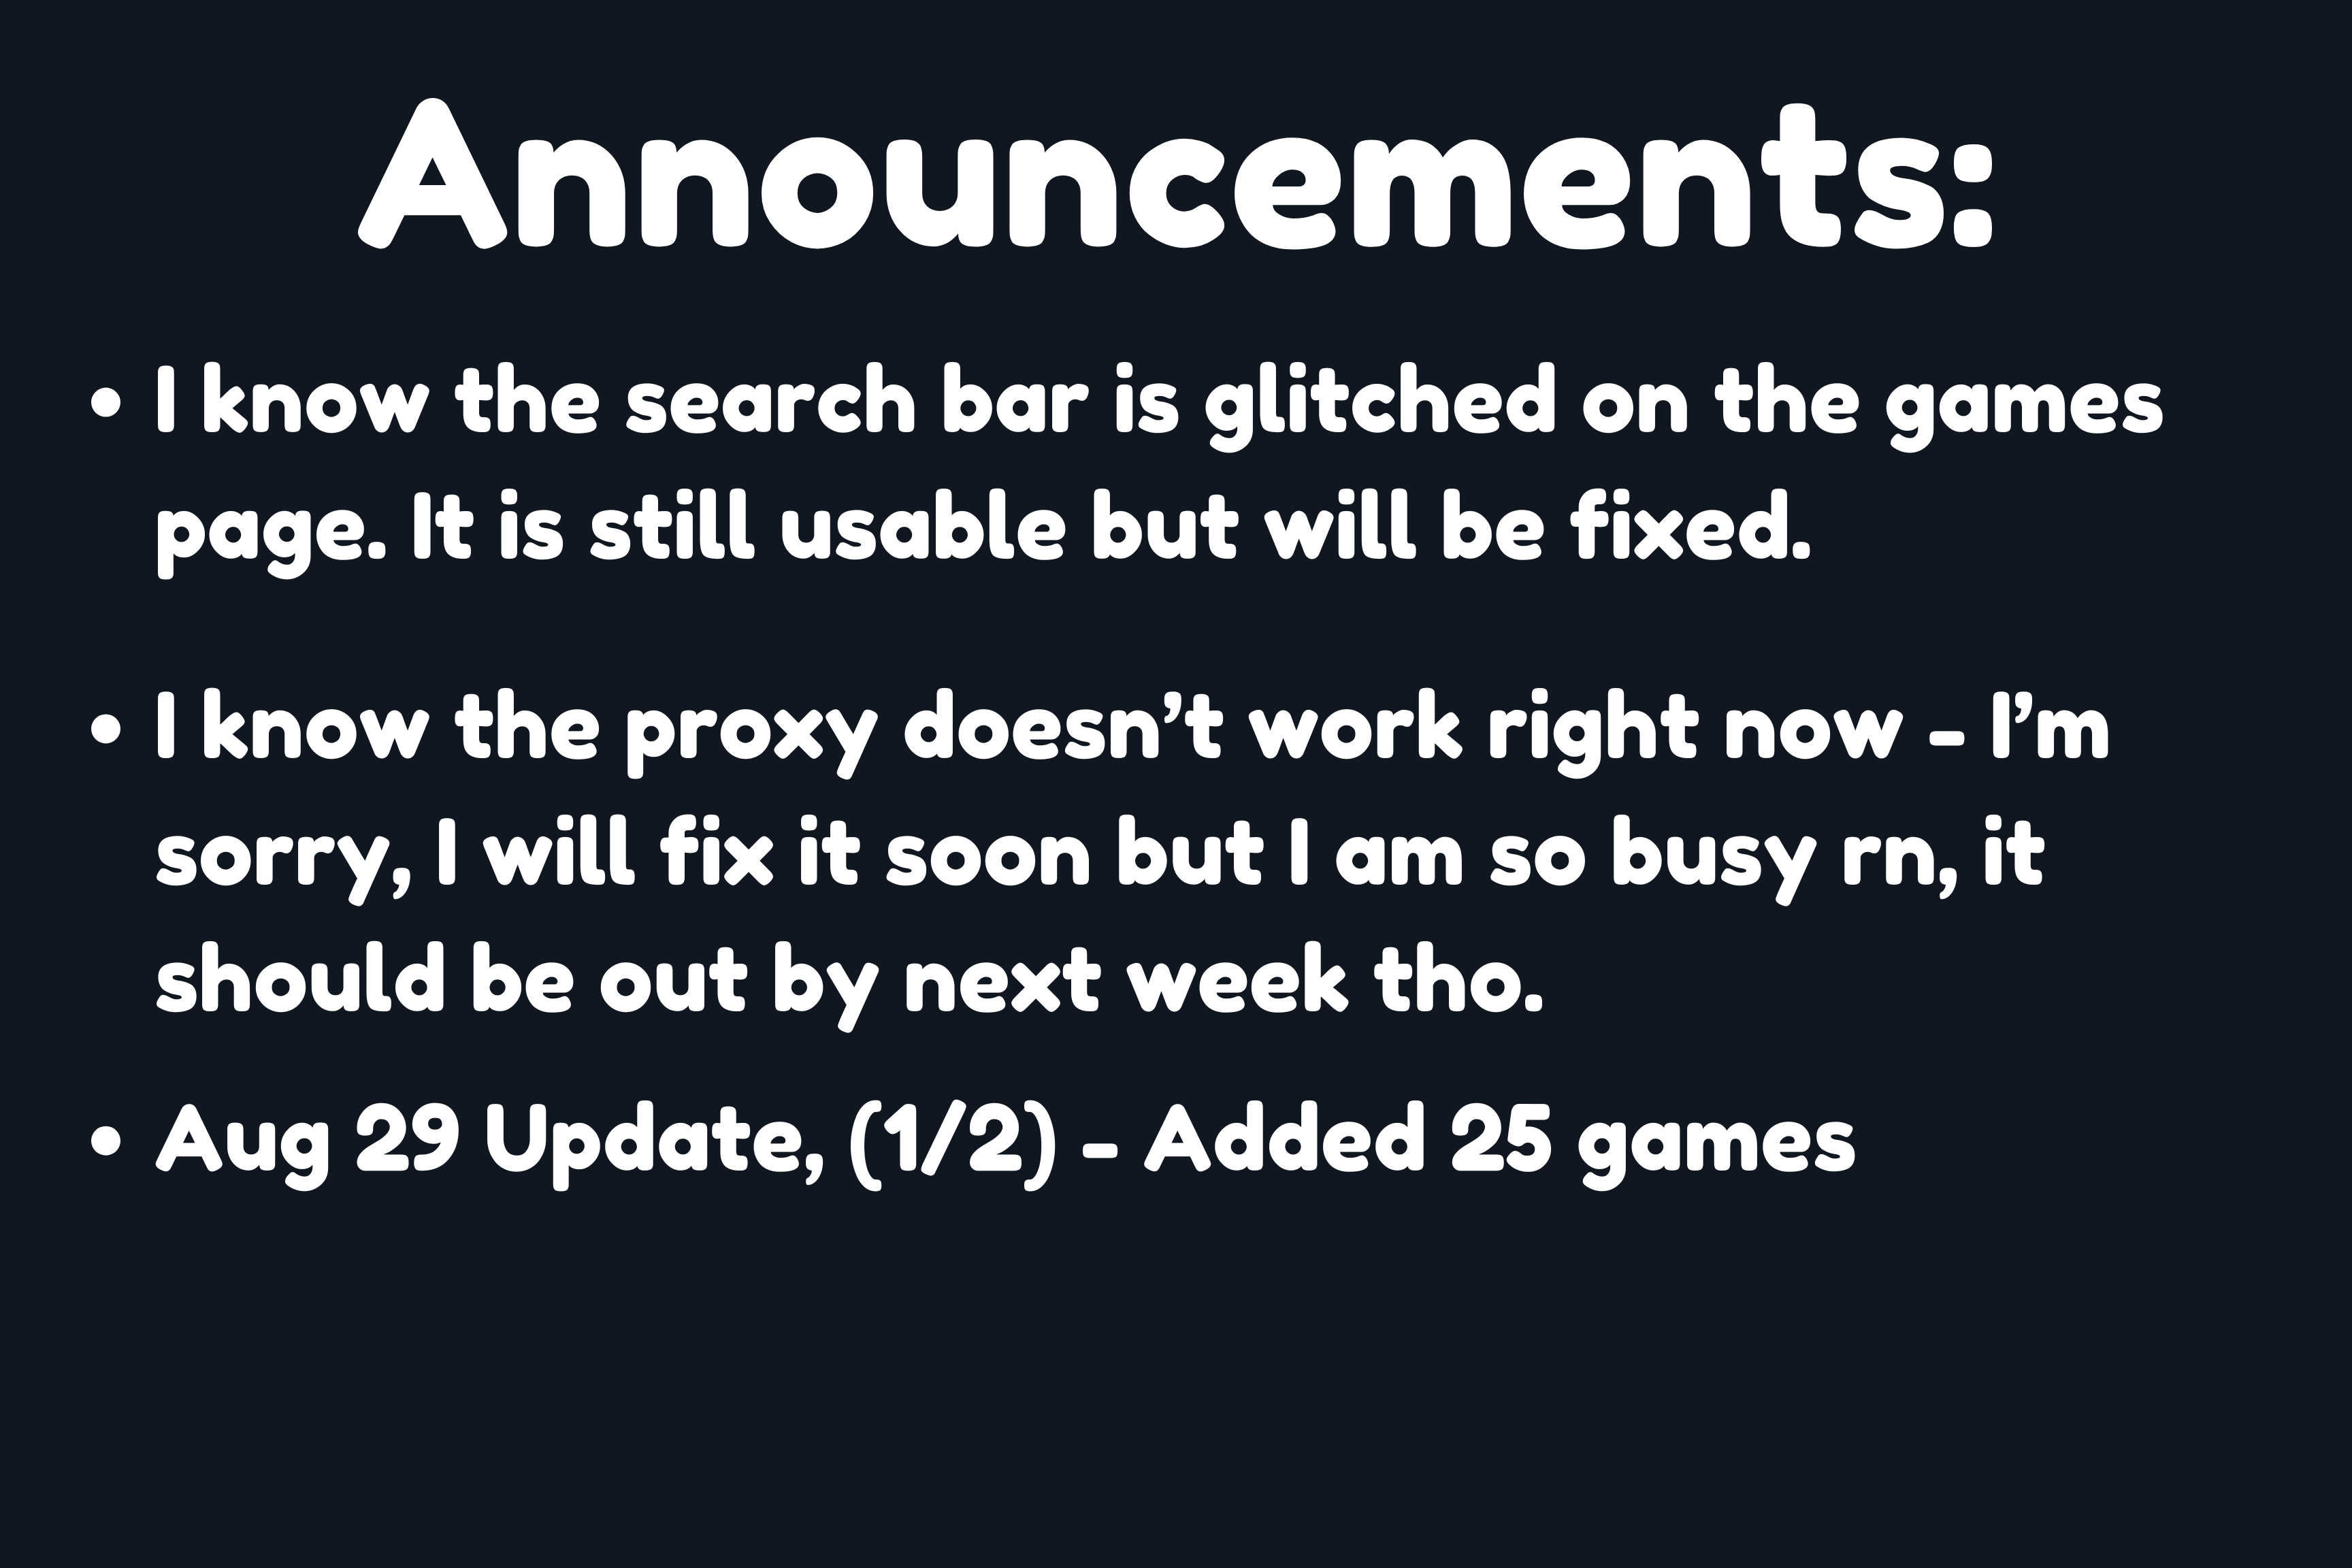 Announcements:
• I know the search bar is glitched on the games
page. It is still usable but will be fixed.
• I know the proxy doesn't work right now - I'm
sorry, I will fix it soon but I am so busy rn, it
should be out by next week tho.
• Aug 29 Update, (1/2) - Added 25 games